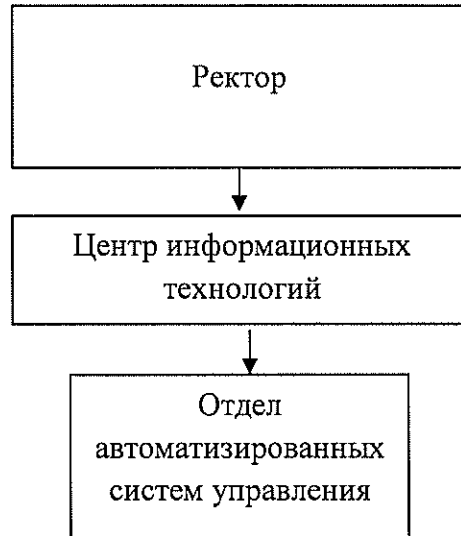 Ректор
Центр информационных
технологий
Отдел
автоматизированных
систем управления